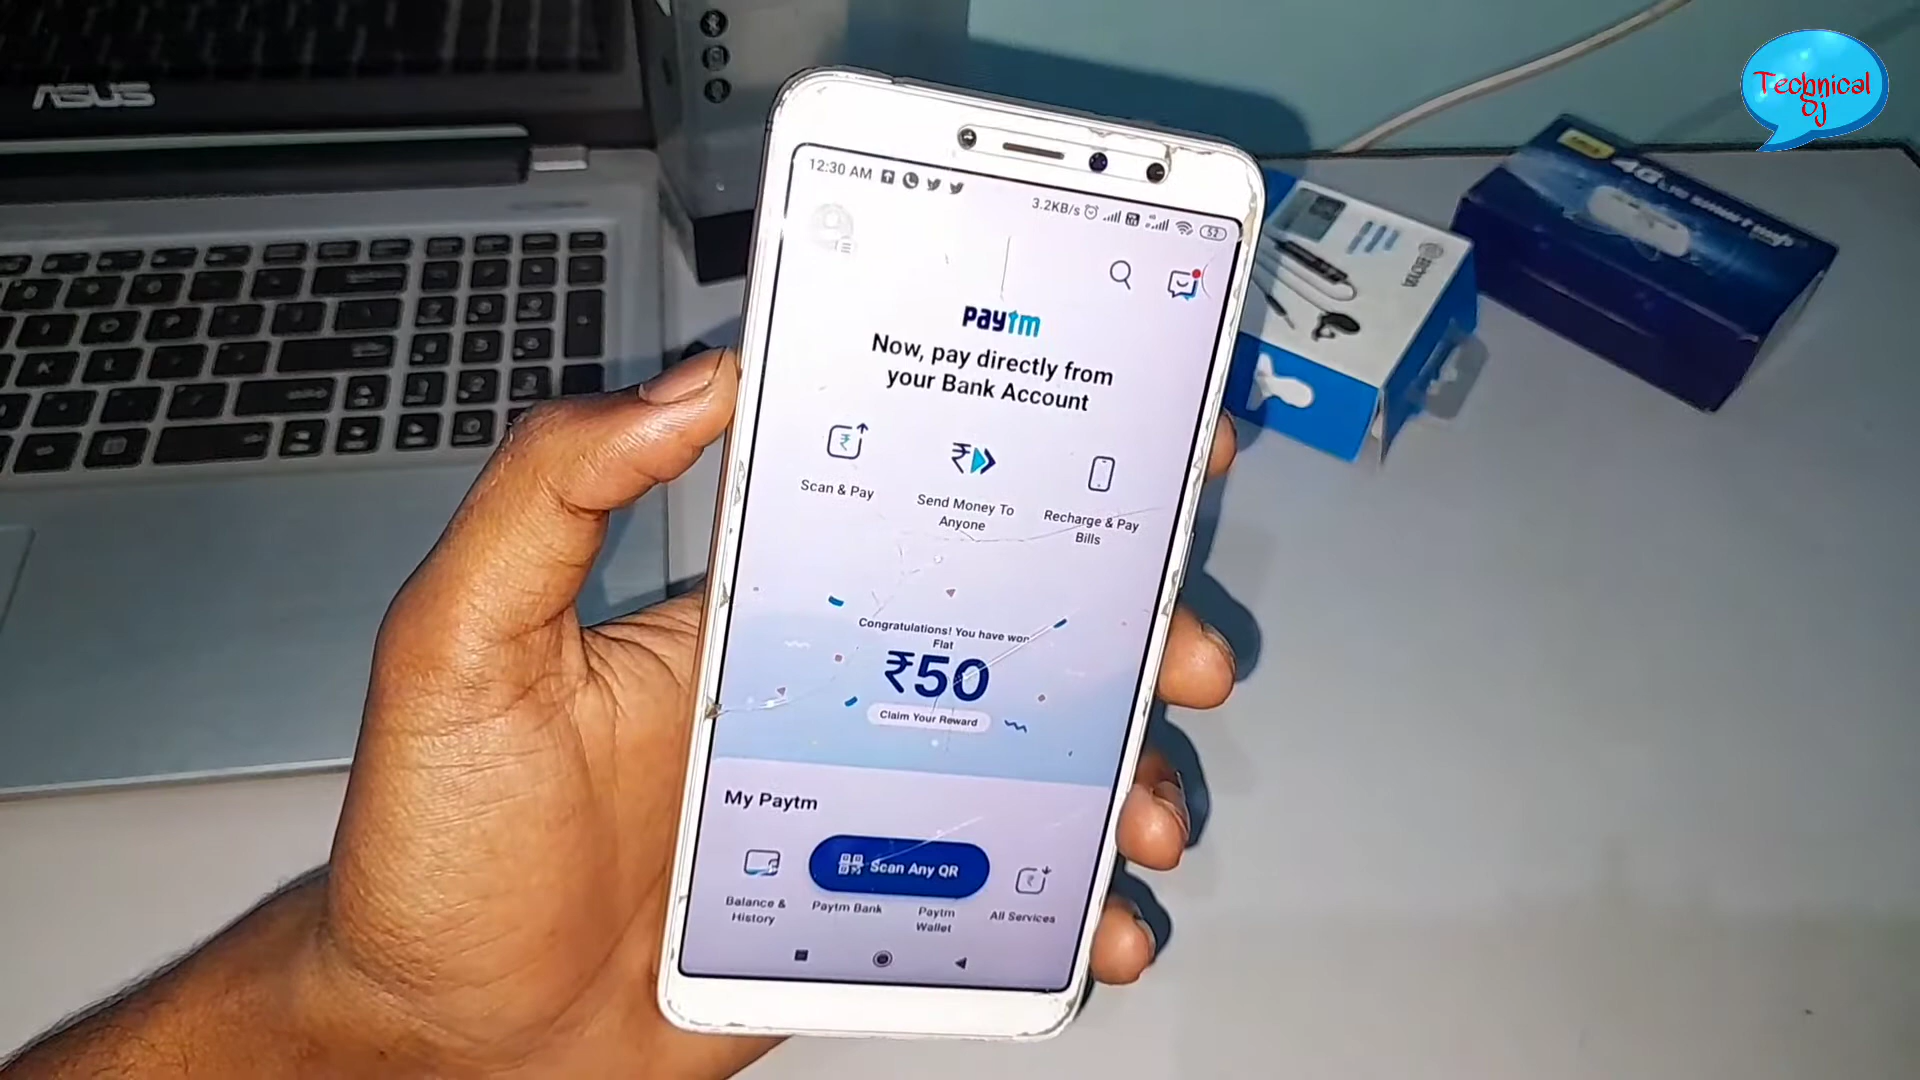 ASUS
Technical
gj
4G
12:30 AM
3.2KB/s
52
paytm
Now, pay directly from
your Bank Account
Scan & Pay
Send Money To
Anyone
Recharge & Pay
Bills
Congratulations! You have won
Flat
₹50
Claim Your Reward
My Paytm
Scan Any QR
Balance &
History
Paytm Bank
Paytm
Wallet
All Services